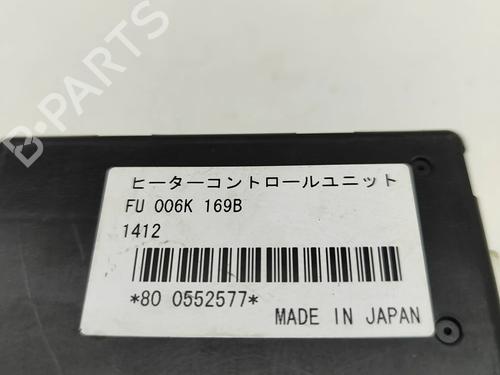 ヒーターコントロールユニット
FU 006K 169B
1412
*80 0552577*
MADE IN JAPAN
B-PARTS